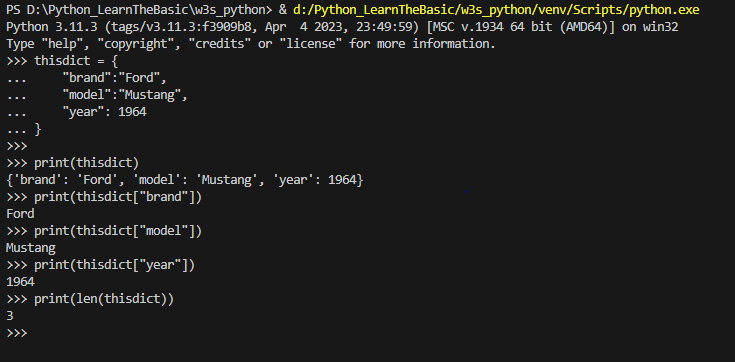 PS D:\Python_LearnTheBasic\w3s_python> & d:/Python_LearnTheBasic/w3s_python/venv/Scripts/python.exe
Python 3.11.3 (tags/v3.11.3:f3909b8, Apr  4 2023, 23:49:59) [MSC v.1934 64 bit (AMD64)] on win32
Type "help", "copyright", "credits" or "license" for more information.
>>> thisdict = {
...     "brand":"Ford",
...     "model":"Mustang",
...     "year": 1964
... }
>>>
>>> print(thisdict)
{'brand': 'Ford', 'model': 'Mustang', 'year': 1964}
>>> print(thisdict["brand"])
Ford
>>> print(thisdict["model"])
Mustang
>>> print(thisdict["year"])
1964
>>> print(len(thisdict))
3
>>>